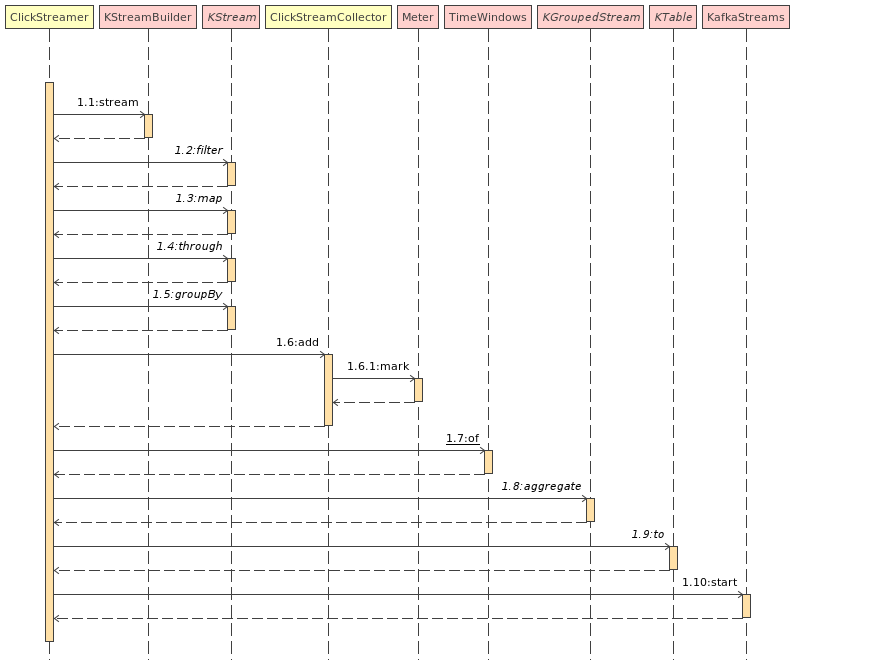 ClickStreamer KStreamBuilder KStream ClickStreamCollector Meter TimeWindows KGroupedStream KTable KafkaStreams
1.1:stream
1.2:filter
1.3:map
1.4:through
1.5:groupBy
1.6:add
1.6.1:mark
1.7:of
1.8:aggregate
1.9:to
1.10:start